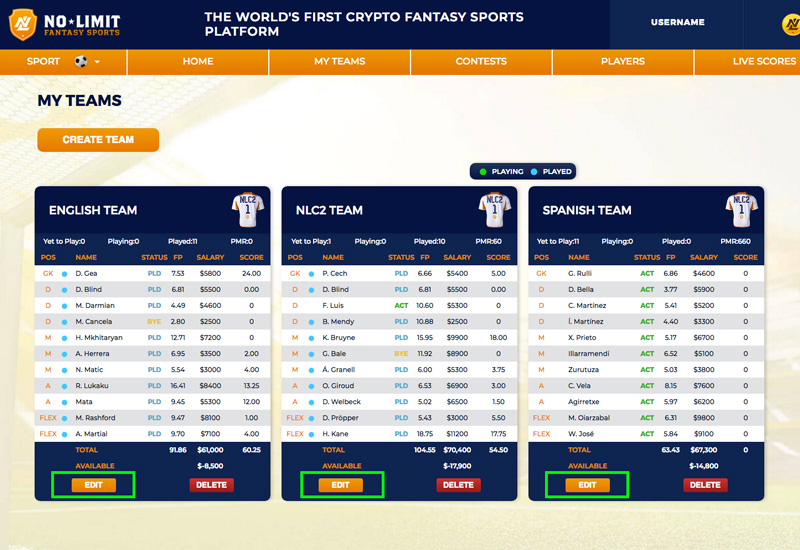 NO★LIMIT
FANTASY SPORTS
THE WORLD'S FIRST CRYPTO FANTASY SPORTS
PLATFORM
USERNAME
SPORT HOME MY TEAMS CONTESTS PLAYERS LIVE SCORES
MY TEAMS
CREATE TEAM
PLAYING PLAYED
ENGLISH TEAM
NLC2
1
Yet to Play:0 Playing:0 Played:11 PMR:0
POS NAME STATUS FP SALARY SCORE
GK D. Gea PLD 7.53 $5800 24.00
D D. Blind PLD 6.81 $5500 0.00
D M. Darmian PLD 4.49 $4600 0
D M. Cancela BYE 2.80 $2500 0
M H. Mkhitaryan PLD 12.71 $7200 0
M A. Herrera PLD 6.95 $3500 2.00
M N. Matic PLD 5.54 $3000 4.00
A R. Lukaku PLD 16.41 $8400 13.25
A Mata PLD 9.45 $5300 12.00
FLEX M. Rashford PLD 9.47 $8100 1.00
FLEX A. Martial PLD 9.70 $7100 4.00
TOTAL 91.86 $61,000 60.25
AVAILABLE $-8,500
EDIT DELETE
NLC2 TEAM
NLC2
1
Yet to Play:1 Playing:0 Played:10 PMR:60
POS NAME STATUS FP SALARY SCORE
GK P. Cech PLD 6.66 $5400 5.00
D D. Blind PLD 6.81 $5500 0.00
D F. Luis ACT 10.60 $5300 0
D B. Mendy PLD 10.88 $2500 0
M K. Bruyne PLD 15.95 $9900 18.00
M G. Bale BYE 11.92 $8900 0
M Á. Granell PLD 6.00 $5300 3.75
A O. Giroud PLD 6.53 $6900 3.00
A D. Welbeck PLD 5.02 $6500 1.50
FLEX D. Pröpper PLD 5.43 $3000 5.50
FLEX H. Kane PLD 18.75 $11200 17.75
TOTAL 104.55 $70,400 54.50
AVAILABLE $-17,900
EDIT DELETE
SPANISH TEAM
NLC2
1
Yet to Play:11 Playing:0 Played:0 PMR:660
POS NAME STATUS FP SALARY SCORE
GK G. Rulli ACT 6.86 $4600 0
D D. Bella ACT 3.77 $5900 0
D C. Martínez ACT 5.41 $5200 0
D Í. Martínez ACT 4.40 $3300 0
M X. Prieto ACT 5.17 $6700 0
M Illarramendi ACT 6.52 $5100 0
M Zurutuza ACT 5.03 $3800 0
A C. Vela ACT 8.15 $7600 0
A Agirretxe ACT 5.97 $6200 0
FLEX M. Oiarzabal ACT 6.31 $9800 0
FLEX W. José ACT 5.84 $9100 0
TOTAL 63.43 $67,300 0
AVAILABLE $-14,800
EDIT DELETE